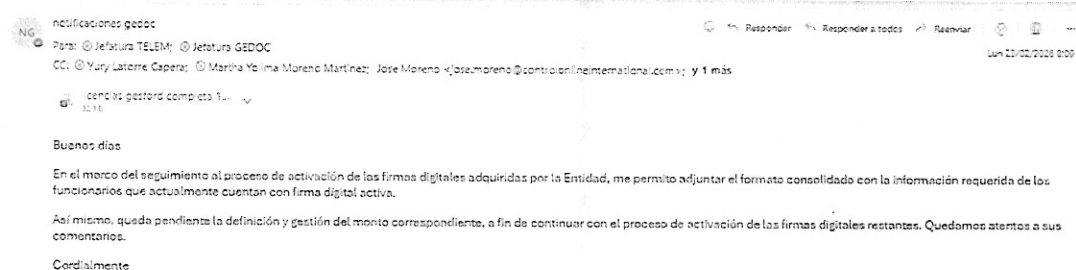 notificaciones gedoc
NG
Responder Responder a todos Reenviar
Para: Jefatura TELEM; Jefatura GEDOC
Lun 23/02/2026 8:09
CC: Yury Latorre Capera; Martha Yelima Moreno Martinez; Jose Moreno <jose.moreno@controlonlineinternational.com>; y 1 más
licencias gesford completa 1...
Buenos días
En el marco del seguimiento al proceso de activación de las firmas digitales adquiridas por la Entidad, me permito adjuntar el formato consolidado con la información requerida de los
funcionarios que actualmente cuentan con firma digital activa.
Así mismo, queda pendiente la definición y gestión del monto correspondiente, a fin de continuar con el proceso de activación de las firmas digitales restantes. Quedamos atentos a sus
comentarios.
Cordialmente